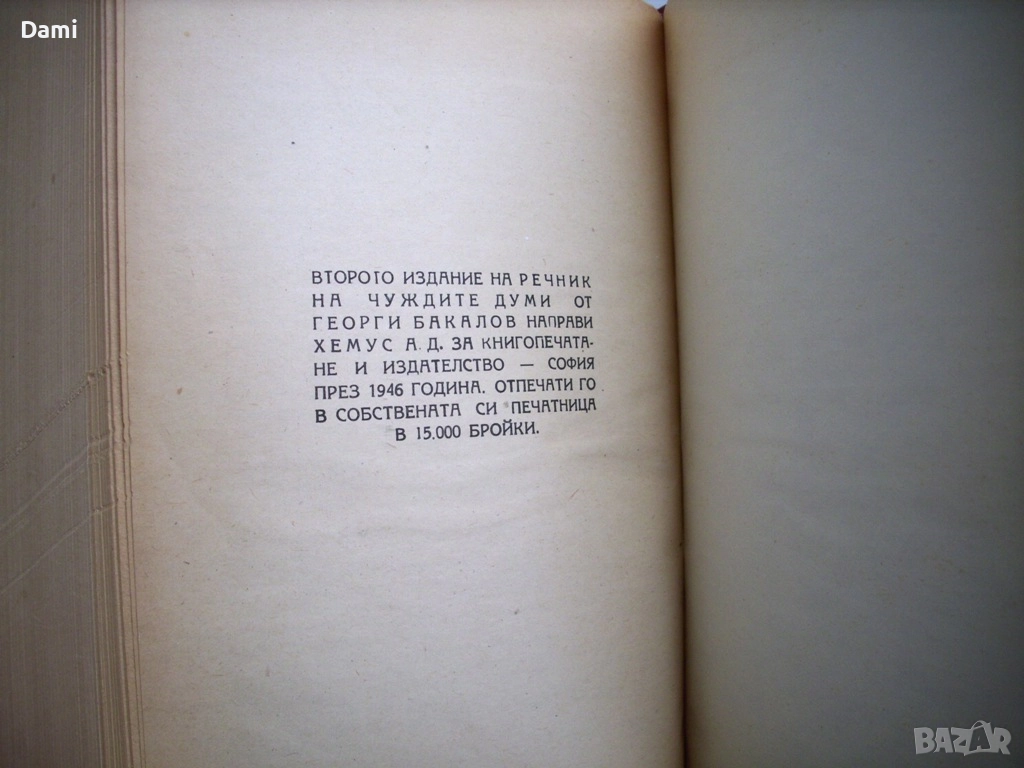 Dami
ВТОРОТО ИЗДАНИЕ НА РЕЧНИК
НА ЧУЖДИТЕ ДУМИ ОТ
ГЕОРГИ БАКАЛОВ НАПРАВИ
ХЕМУС А. Д. ЗА КНИГОПЕЧАТА-
НЕ И ИЗДАТЕЛСТВО — СОФИЯ
ПРЕЗ 1946 ГОДИНА. ОТПЕЧАТИ ГО
В СОБСТВЕНАТА СИ ПЕЧАТНИЦА
В 15.000 БРОЙКИ.
BAZAR